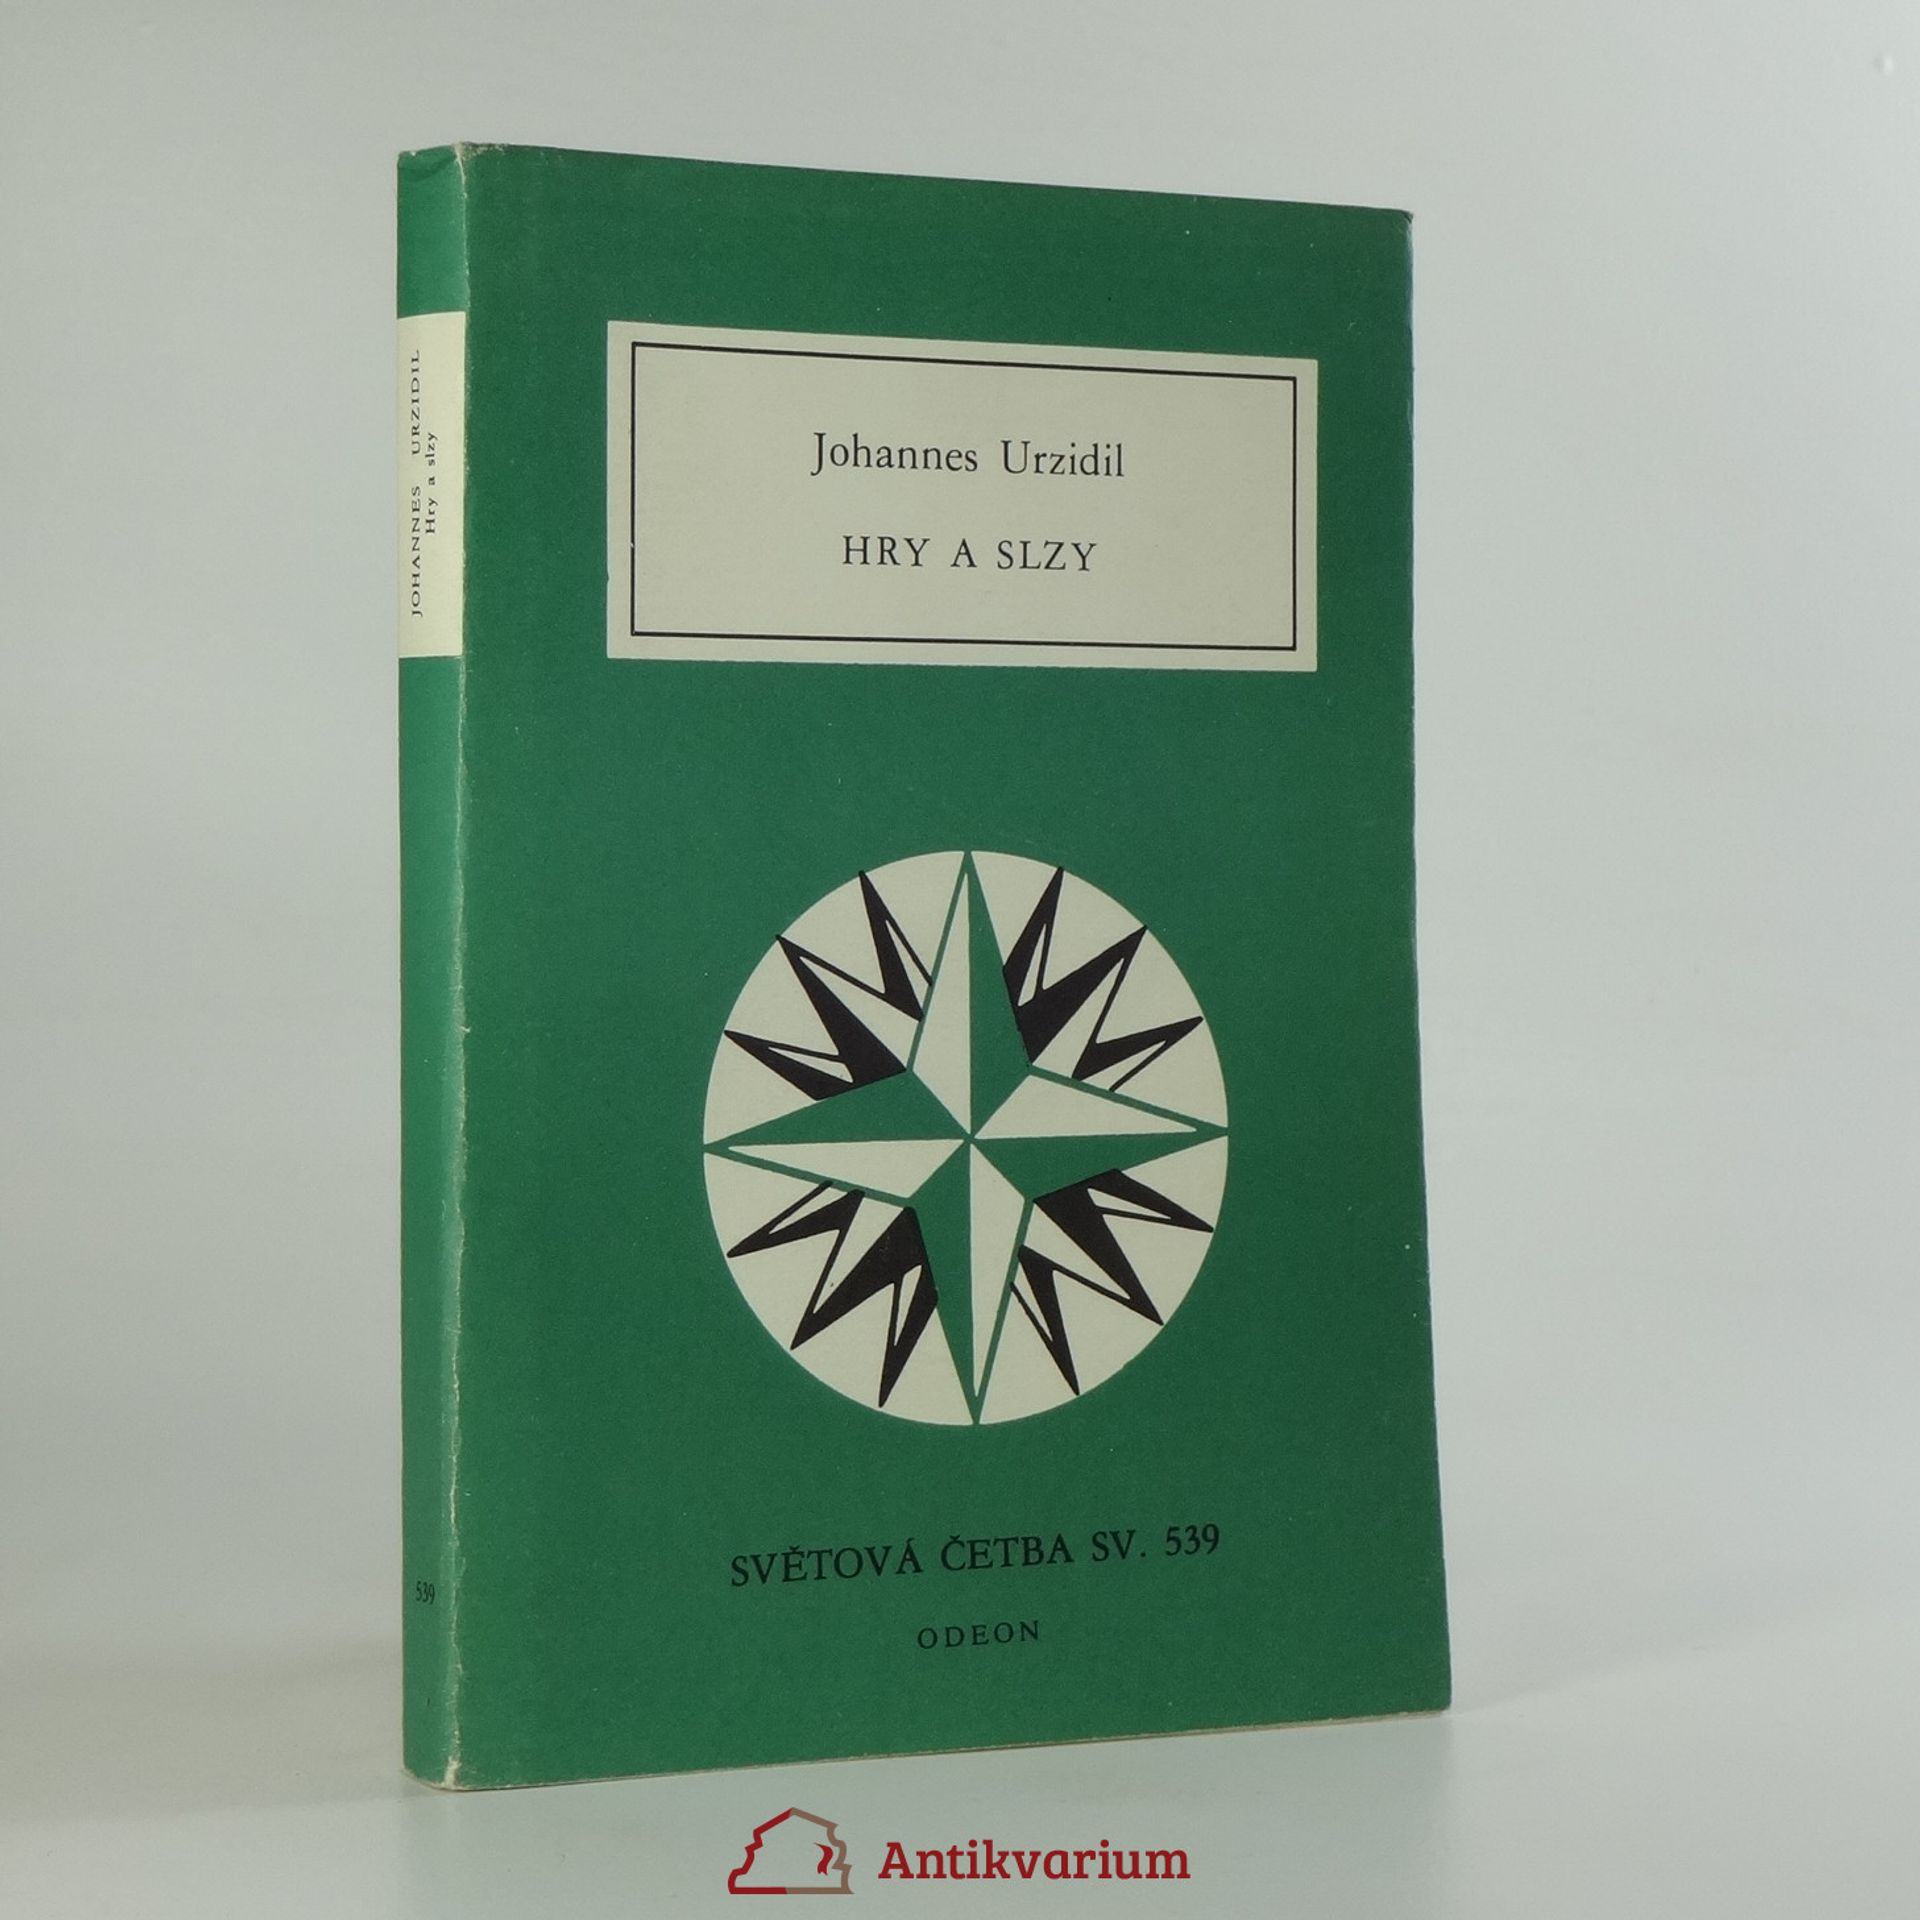 JOHANNES URZIDIL
Hry a slzy
539
Johannes Urzidil
HRY A SLZY
SVĚTOVÁ ČETBA SV. 539
ODEON
Antikvarium